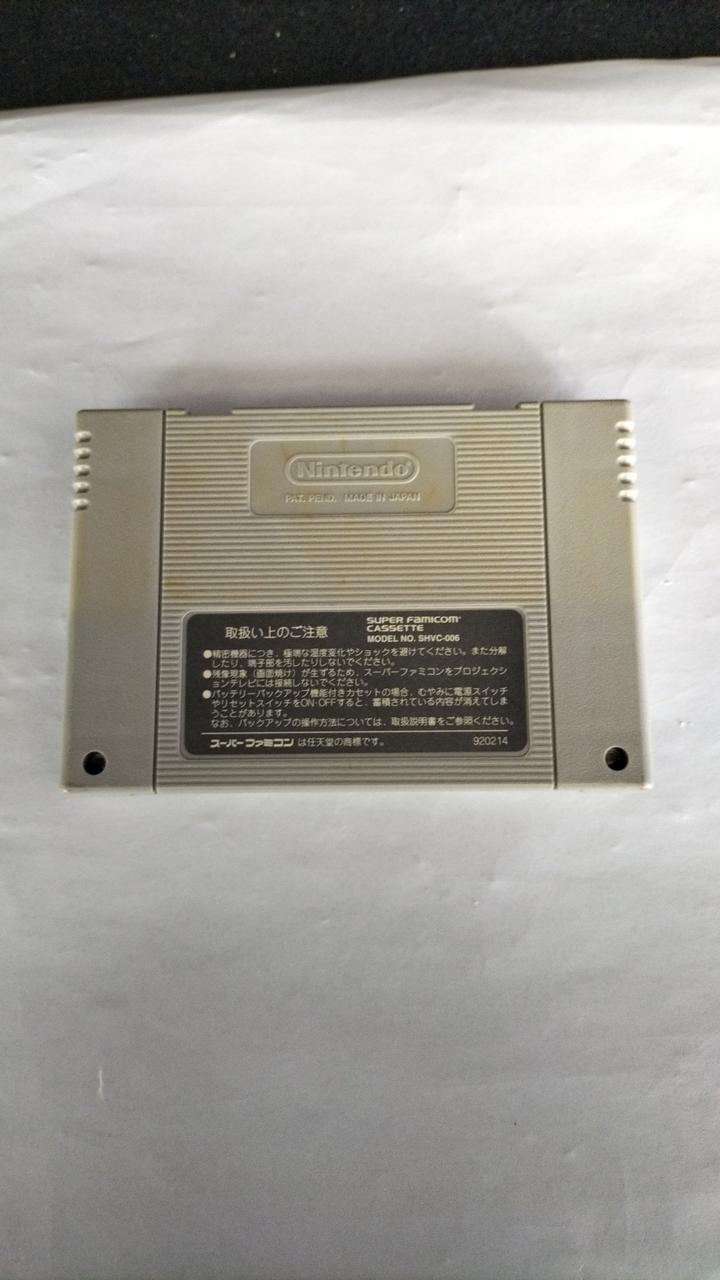 Nintendo®
PAT. PEND. MADE IN JAPAN
取扱い上のご注意
SUPER FAMICOM
CASSETTE
MODEL NO. SHVC-006
●精密機器につき、極端な温度変化やショックを避けてください。また分解
したり、端子部を汚したりしないでください。
●残像現象（画面焼け）が生ずるため、スーパーファミコンをプロジェクシ
ョンテレビには接続しないでください。
●バッテリーバックアップ機能付きカセットの場合、むやみに電源スイッチ
やリセットスイッチをON・OFFすると、蓄積されている内容が消えてしま
うことがあります。
なお、バックアップの操作方法については、取扱説明書をご参照ください。
スーパーファミコンは任天堂の商標です。
920214